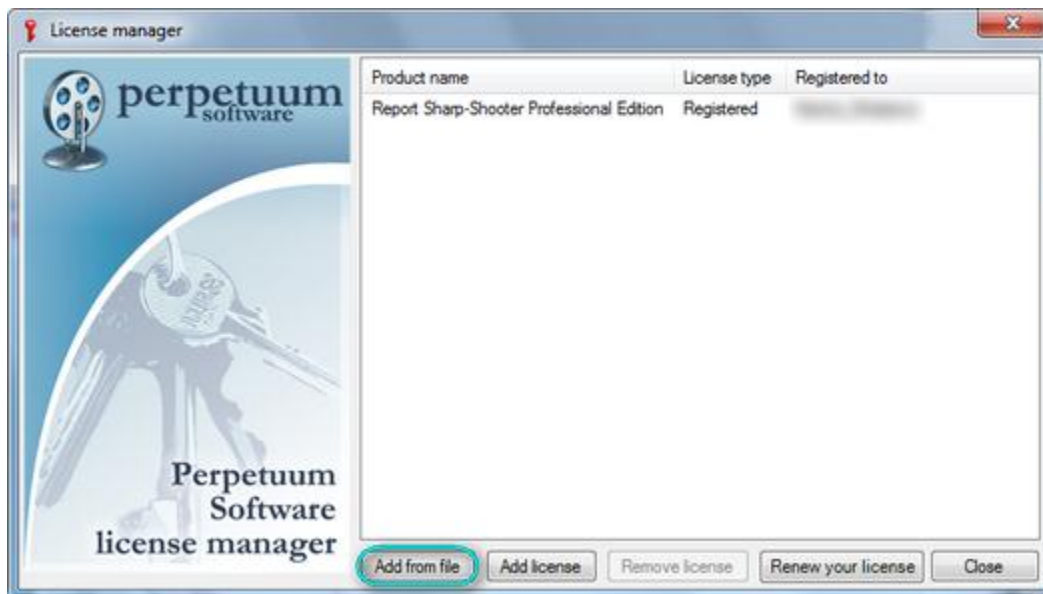 License manager
perpetuum
software
Product name License type Registered to
Report Sharp-Shooter Professional Edition Registered
Perpetuum
Software
license manager
Add from file Add license Remove license Renew your license Close